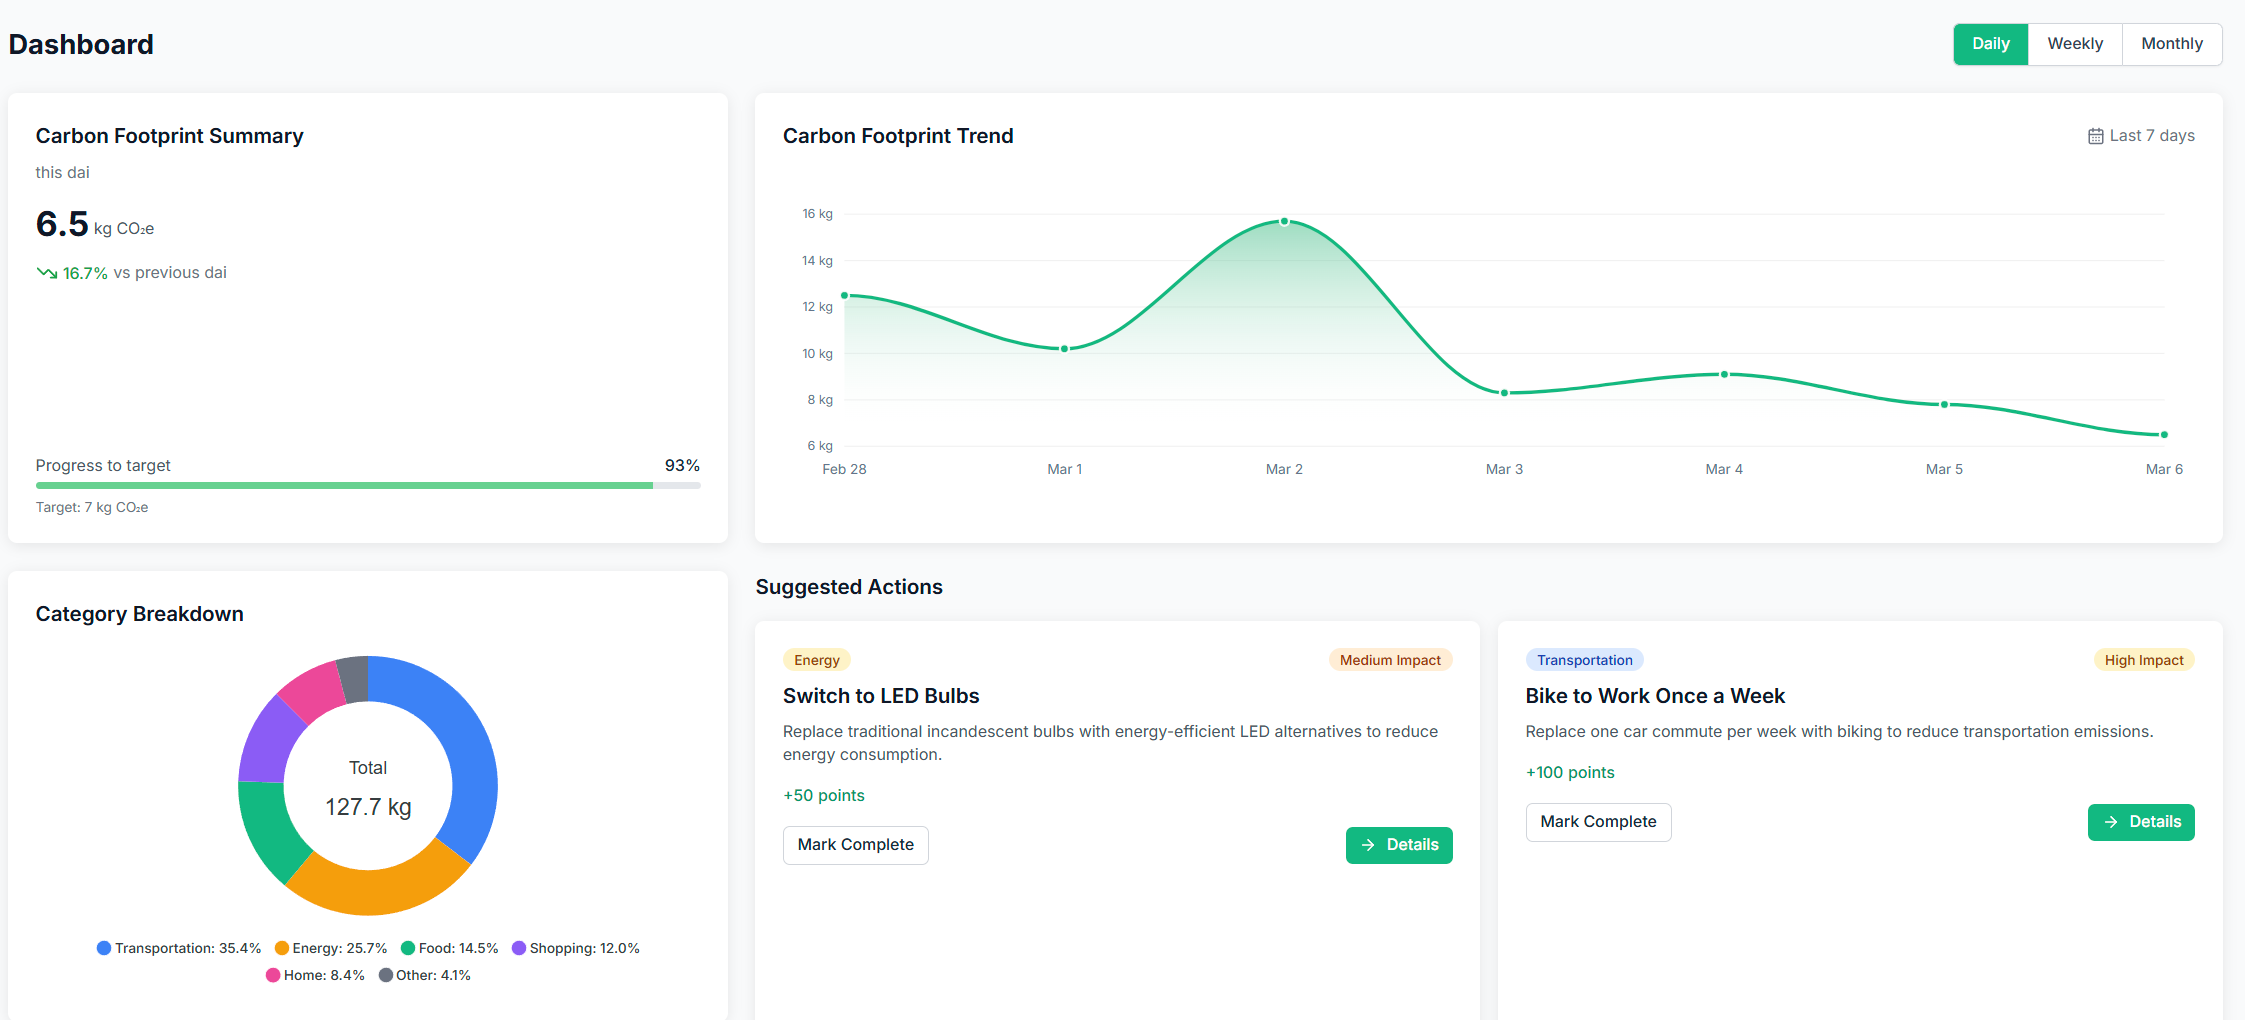 Dashboard
Daily Weekly Monthly
Carbon Footprint Summary
this dai
6.5 kg CO₂e
16.7% vs previous dai
Progress to target 93%
Target: 7 kg CO₂e
Carbon Footprint Trend
Last 7 days
16 kg
14 kg
12 kg
10 kg
8 kg
6 kg
Feb 28 Mar 1 Mar 2 Mar 3 Mar 4 Mar 5 Mar 6
Category Breakdown
Total
127.7 kg
Transportation: 35.4% Energy: 25.7% Food: 14.5% Shopping: 12.0%
Home: 8.4% Other: 4.1%
Suggested Actions
Energy Medium Impact
Switch to LED Bulbs
Replace traditional incandescent bulbs with energy-efficient LED alternatives to reduce
energy consumption.
+50 points
Mark Complete Details
Transportation High Impact
Bike to Work Once a Week
Replace one car commute per week with biking to reduce transportation emissions.
+100 points
Mark Complete Details